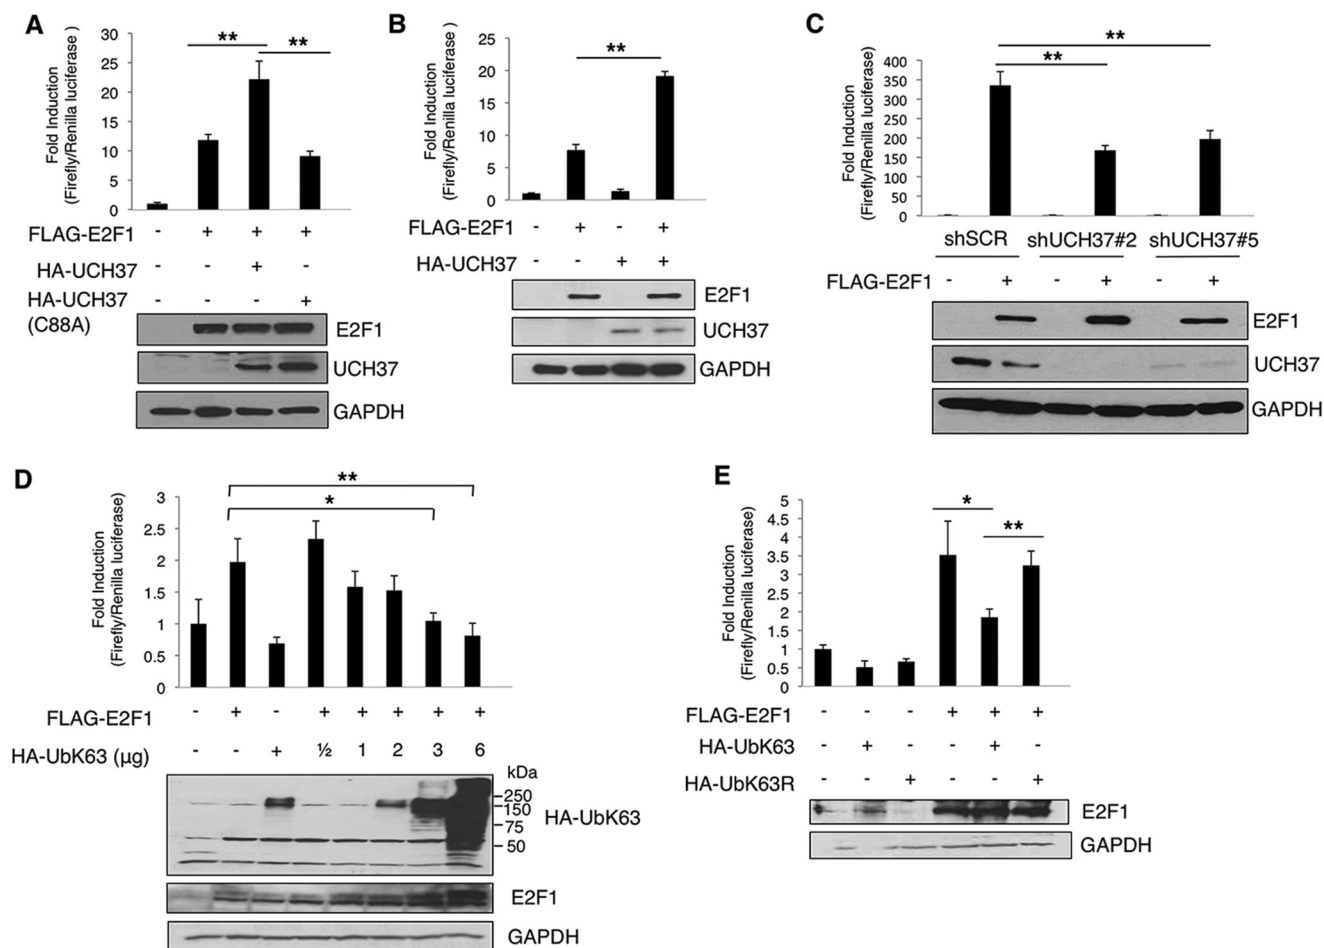 A
Fold Induction
(Firefly/Renilla luciferase )
30
25
20
15
10
5
0
** **
FLAG-E2F1 - + + +
HA-UCH37 - - +
HA-UCH37
(C88A) - - +
E2F1
UCH37
GAPDH
B
Fold Induction
(Firefly/Renilla luciferase )
25
20
15
10
5
0
**
FLAG-E2F1 - + - +
HA-UCH37 - - + +
E2F1
UCH37
GAPDH
C
Fold Induction
(Firefly/Renilla luciferase)
400
350
300
250
200
150
100
50
0
**
**
shSCR shUCH37#2 shUCH37#5
FLAG-E2F1 - + - + - +
E2F1
UCH37
GAPDH
D
Fold Induction
(Firefly/Renilla luciferase)
3
2.5
2
1.5
1
0.5
0
**
*
FLAG-E2F1 - + - + + + + +
HA-UbK63 (µg) - - + ½ 1 2 3 6
kDa
250
150
75
50
HA-UbK63
E2F1
GAPDH
E
Fold Induction
(Firefly/Renilla luciferase)
5
4.5
4
3.5
3
2.5
2
1.5
1
0.5
0
*
**
FLAG-E2F1 - - - + + +
HA-UbK63 - + - - + -
HA-UbK63R - - + - - +
E2F1
GAPDH